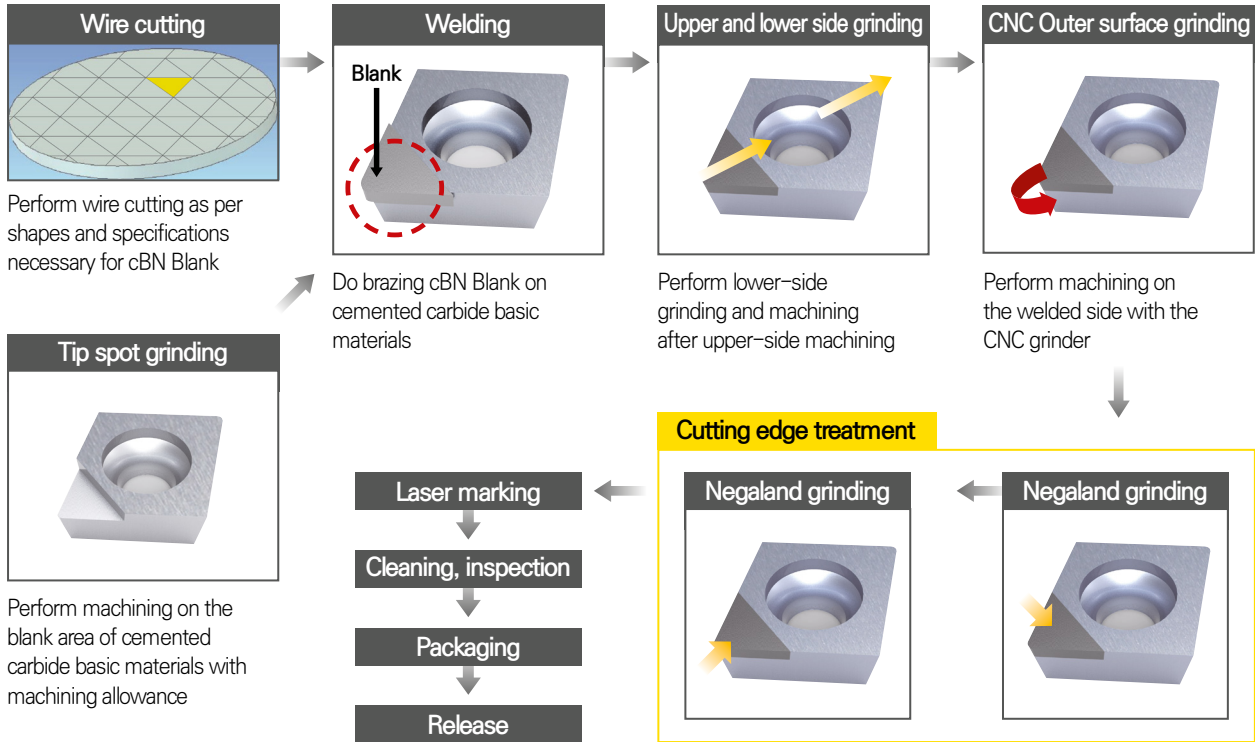 Wire cutting
Perform wire cutting as per
shapes and specifications
necessary for cBN Blank
Tip spot grinding
Perform machining on the
blank area of cemented
carbide basic materials with
machining allowance
Welding
Blank
Do brazing cBN Blank on
cemented carbide basic
materials
Upper and lower side grinding
Perform lower-side
grinding and machining
after upper-side machining
CNC Outer surface grinding
Perform machining on
the welded side with the
CNC grinder
Cutting edge treatment
Negaland grinding
Negaland grinding
Laser marking
Cleaning, inspection
Packaging
Release